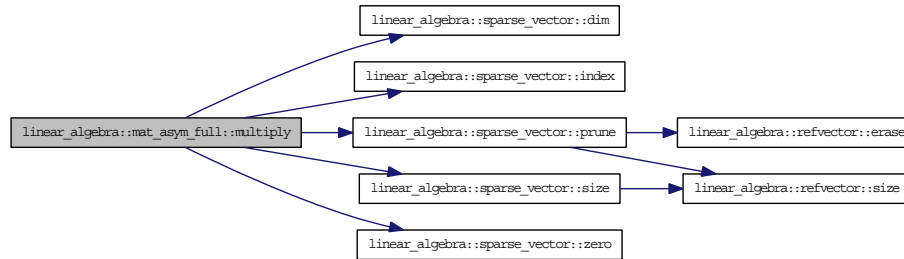 linear_algebra::sparse_vector::dim
linear_algebra::sparse_vector::index
linear_algebra::mat_asym_full::multiply
linear_algebra::sparse_vector::prune
linear_algebra::refvector::erase
linear_algebra::sparse_vector::size
linear_algebra::refvector::size
linear_algebra::sparse_vector::zero